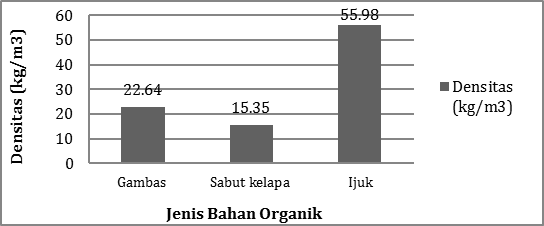 Densitas (kg/m3)
60
50
40
30
20
10
0
22.64
15.35
55.98
Gambas
Sabut kelapa
Ijuk
Jenis Bahan Organik
Densitas
(kg/m3)